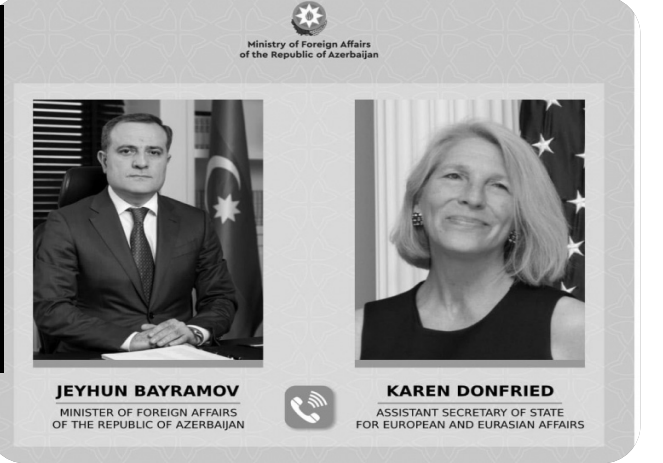 Ministry of Foreign Affairs
of the Republic of Azerbaijan
JEYHUN BAYRAMOV
MINISTER OF FOREIGN AFFAIRS
OF THE REPUBLIC OF AZERBAIJAN
KAREN DONFRIED
ASSISTANT SECRETARY OF STATE
FOR EUROPEAN AND EURASIAN AFFAIRS